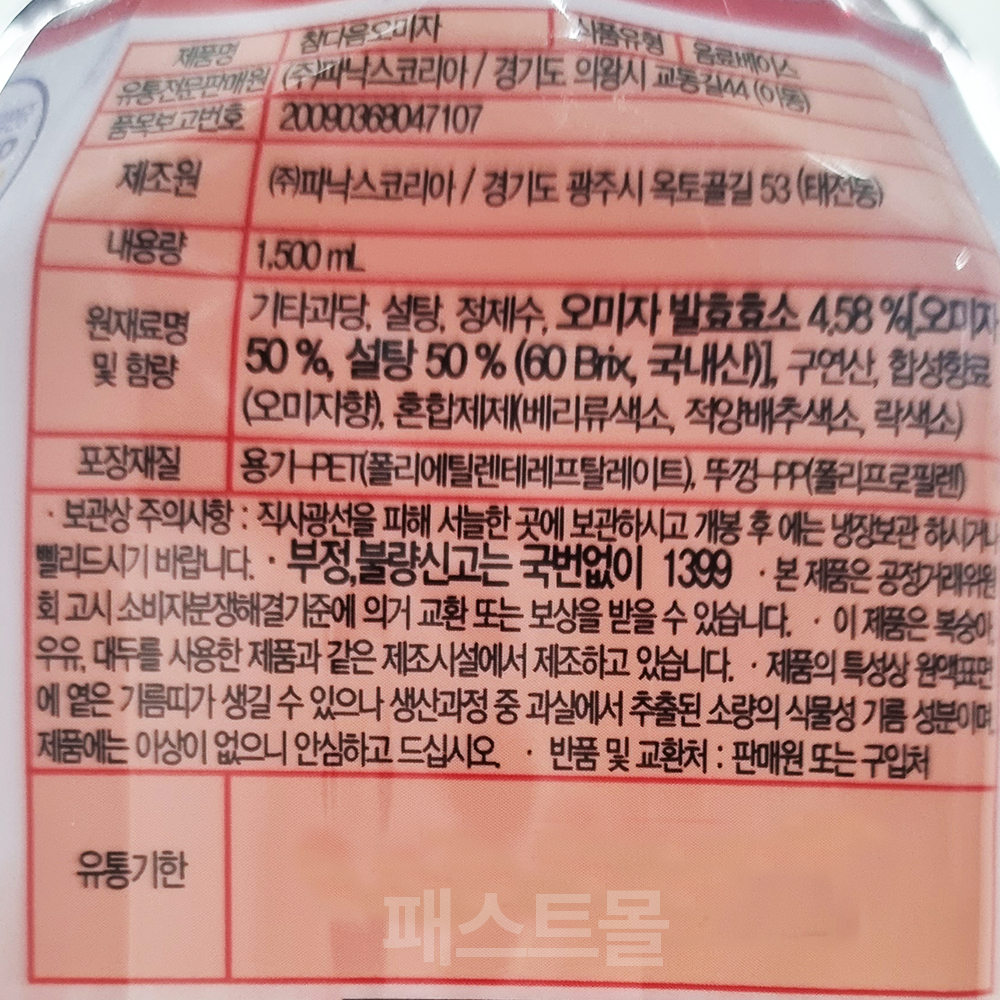 제품명 참다음오미자 식품유형 음료베이스
유통전문판매원 (주)파낙스코리아 / 경기도 의왕시 교동길44 (이동)
품목보고번호 20090368047107
제조원 (주)파낙스코리아 / 경기도 광주시 옥토골길 53 (태전동)
내용량 1,500 mL
원재료명 기타과당, 설탕, 정제수, 오미자 발효효소 4.58 %[오미자
및 함량 50 %, 설탕 50 % (60 Brix, 국내산)], 구연산, 합성향료
(오미자향), 혼합제제(베리류색소, 적양배추색소, 락색소)
포장재질 용기-PET(폴리에틸렌테레프탈레이트), 뚜껑-PP(폴리프로필렌)
· 보관상 주의사항 : 직사광선을 피해 서늘한 곳에 보관하시고 개봉 후 에는 냉장보관 하시거나
빨리드시기 바랍니다. · 부정,불량신고는 국번없이 1399 · 본 제품은 공정거래위원
회 고시 소비자분쟁해결기준에 의거 교환 또는 보상을 받을 수 있습니다. · 이 제품은 복숭아,
우유, 대두를 사용한 제품과 같은 제조시설에서 제조하고 있습니다. · 제품의 특성상 원액표면
에 옅은 기름띠가 생길 수 있으나 생산과정 중 과실에서 추출된 소량의 식물성 기름 성분이며,
제품에는 이상이 없으니 안심하고 드십시오. · 반품 및 교환처 : 판매원 또는 구입처
유통기한
패스트몰